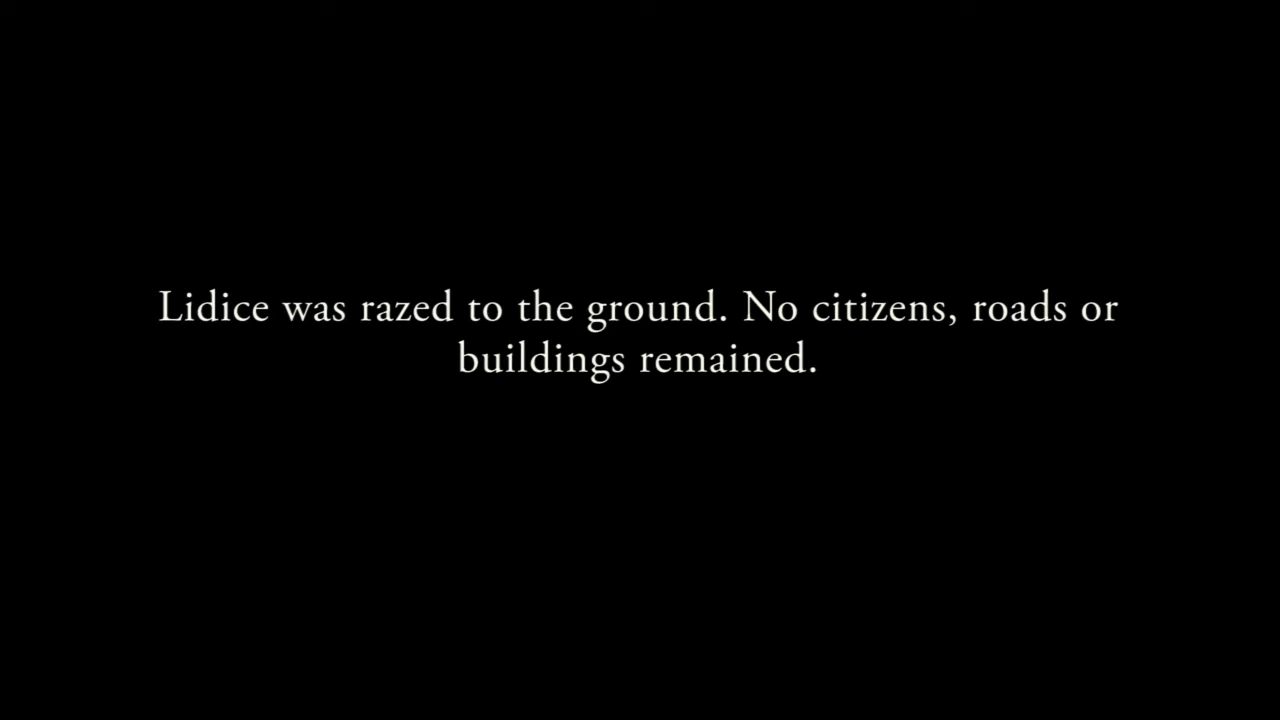 Lidice was razed to the ground. No citizens, roads or
buildings remained.